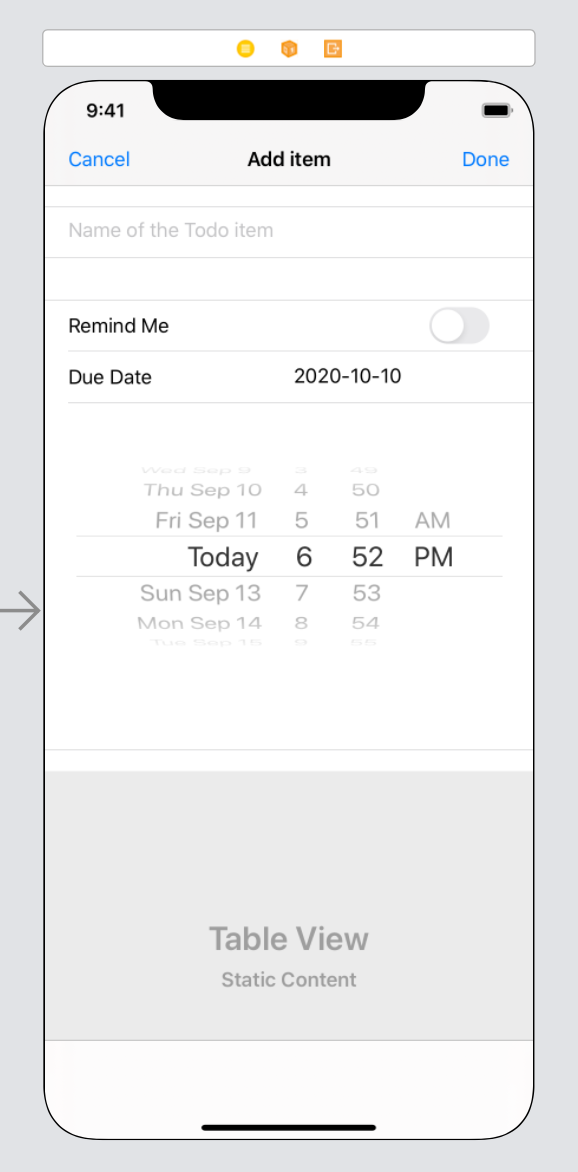 9:41
Cancel Add item Done
Name of the Todo item
Remind Me
Due Date 2020-10-10
Wed Sep 9 3 49
Thu Sep 10 4 50
Fri Sep 11 5 51 AM
Today 6 52 PM
Sun Sep 13 7 53
Mon Sep 14 8 54
Tue Sep 15 9 55
Table View
Static Content